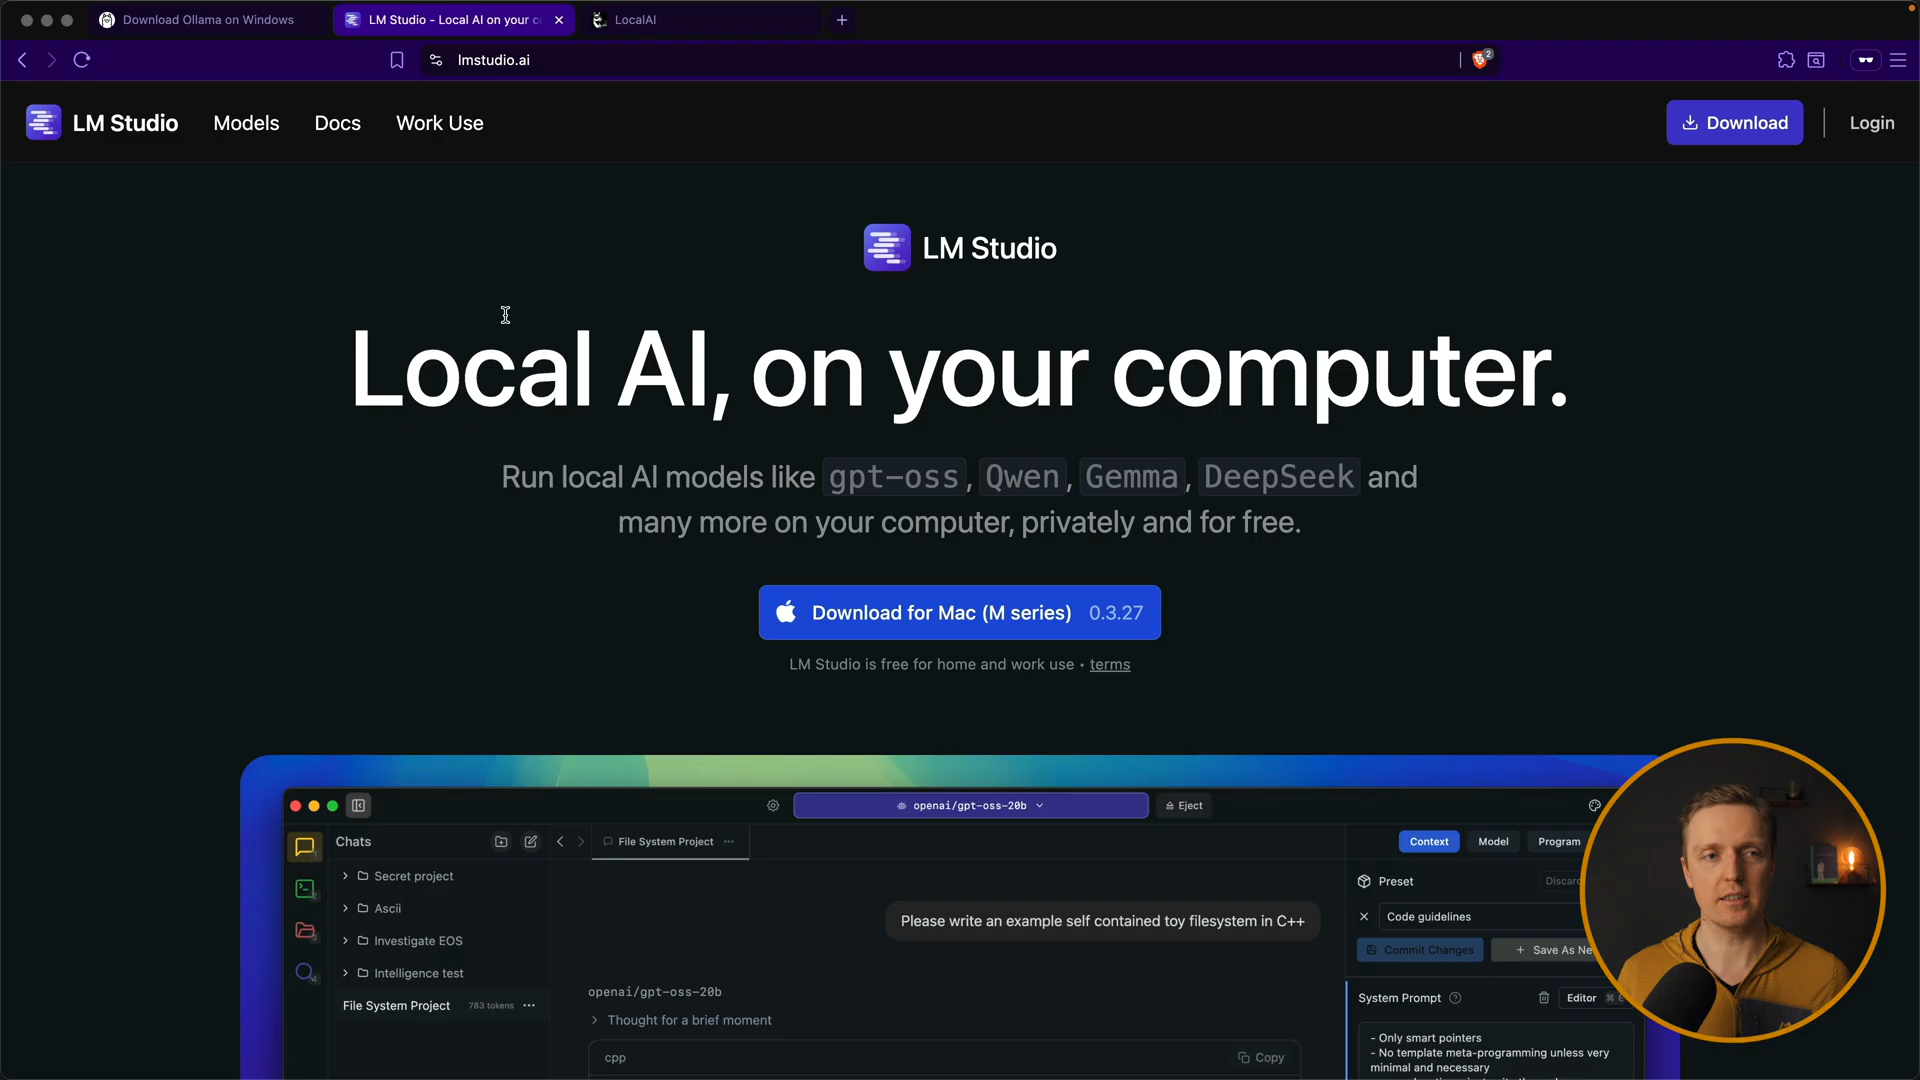 Download Ollama on Windows
LM Studio - Local AI on your c
LocalAI
lmstudio.ai
2
LM Studio
Models
Docs
Work Use
Download
Login
LM Studio
Local AI, on your computer.
Run local AI models like gpt-oss, Qwen, Gemma, DeepSeek and
many more on your computer, privately and for free.
Download for Mac (M series) 0.3.27
LM Studio is free for home and work use • terms
openai/gpt-oss-20b
Eject
Chats
File System Project
Context
Model
Program
Secret project
Preset
Discard
Ascii
Code guidelines
Please write an example self contained toy filesystem in C++
Investigate EOS
Commit Changes
+ Save As Ne
Intelligence test
openai/gpt-oss-20b
System Prompt
Editor
File System Project 783 tokens
Thought for a brief moment
- Only smart pointers
- No template meta-programming unless very
minimal and necessary
cpp
Copy